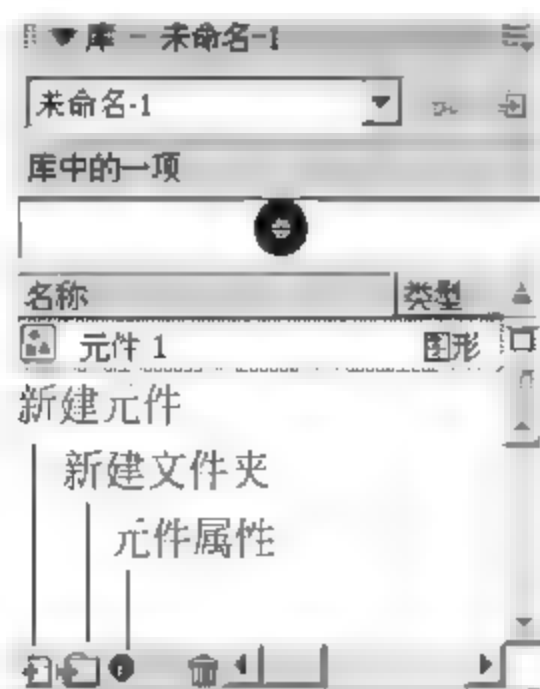 库 - 未命名-1
未命名-1
库中的一项
名称 类型
元件 1 图形
新建元件
新建文件夹
元件属性